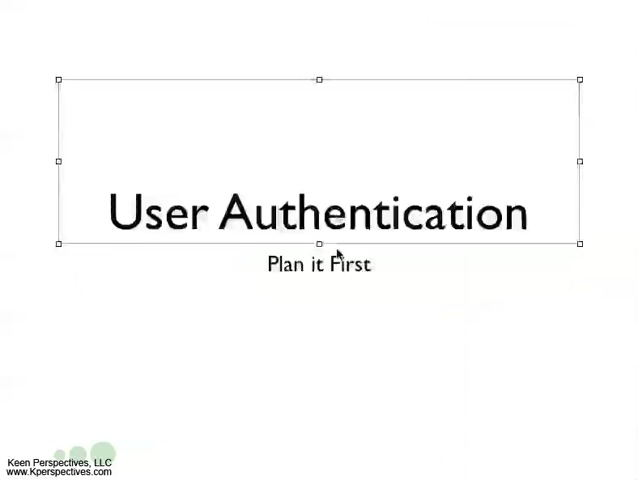 User Authentication
Plan it First
Keen Perspectives, LLC
www.Kperspectives.com